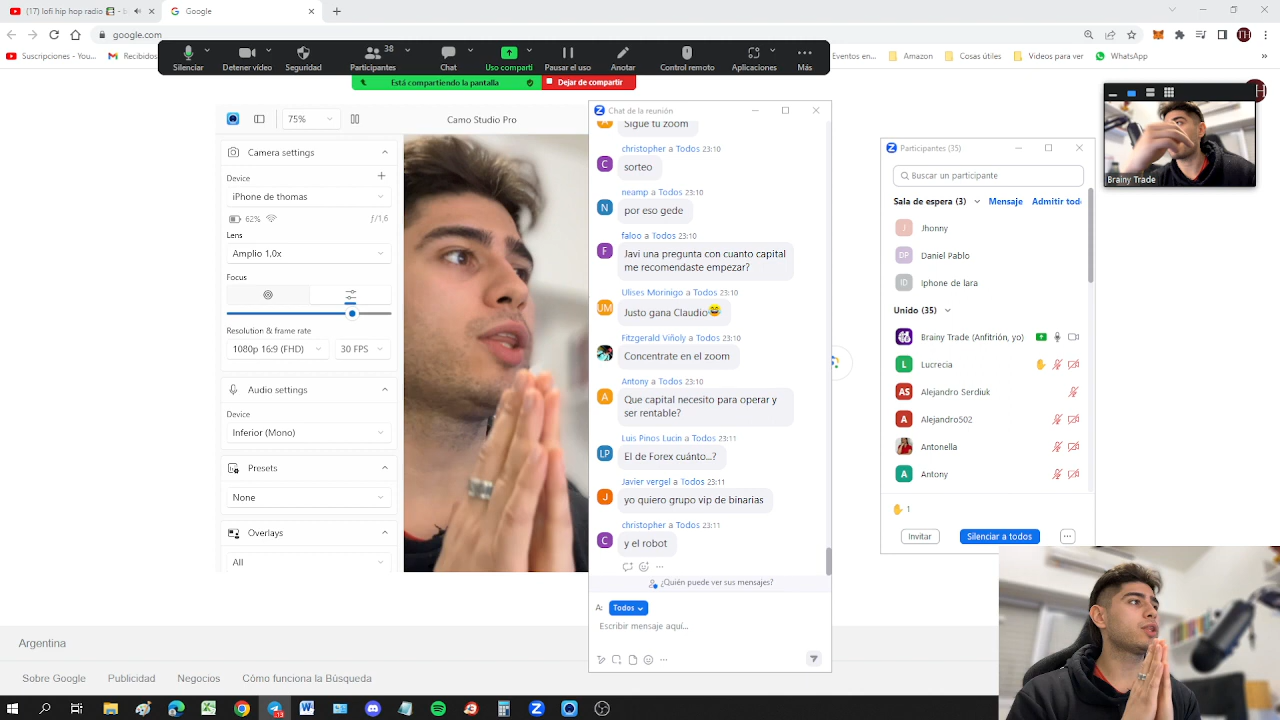 (17) lofi hip hop radio
Google
google.com
Suscripciones - You...
Recibidos
Eventos en...
Amazon
Cosas útiles
Videos para ver
WhatsApp
Silenciar
Detener video
Seguridad
38
Participantes
Chat
Uso comparti
Pausar el uso
Anotar
Control remoto
Aplicaciones
Más
Está compartiendo la pantalla
Dejar de compartir
75%
Camo Studio Pro
Camera settings
Device
iPhone de thomas
62%
ƒ/1,6
Lens
Amplio 1,0x
Focus
Resolution & frame rate
1080p 16:9 (FHD)
30 FPS
Audio settings
Device
Inferior (Mono)
Presets
None
Overlays
All
Chat de la reunión
Sigue tu zoom
christopher a Todos 23:10
C
sorteo
neamp a Todos 23:10
N
por eso gede
faloo a Todos 23:10
F
Javi una pregunta con cuanto capital
me recomendaste empezar?
Ulises Morinigo a Todos 23:10
UM
Justo gana Claudio😅
Fitzgerald Viñoly a Todos 23:10
Concentrate en el zoom
Antony a Todos 23:10
A
Que capital necesito para operar y
ser rentable?
Luis Pinos Lucin a Todos 23:11
LP
El de Forex cuánto...?
Javier vergel a Todos 23:11
J
yo quiero grupo vip de binarias
christopher a Todos 23:11
C
y el robot
¿Quién puede ver sus mensajes?
A: Todos
Escribir mensaje aquí...
Participantes (35)
Buscar un participante
Sala de espera (3)
Mensaje
Admitir tod
J
Jhonny
DP
Daniel Pablo
ID
Iphone de lara
Unido (35)
Brainy Trade (Anfitrión, yo)
L
Lucrecia
AS
Alejandro Serdiuk
A
Alejandro502
Antonella
A
Antony
1
Invitar
Silenciar a todos
Brainy Trade
Argentina
Sobre Google
Publicidad
Negocios
Cómo funciona la Búsqueda